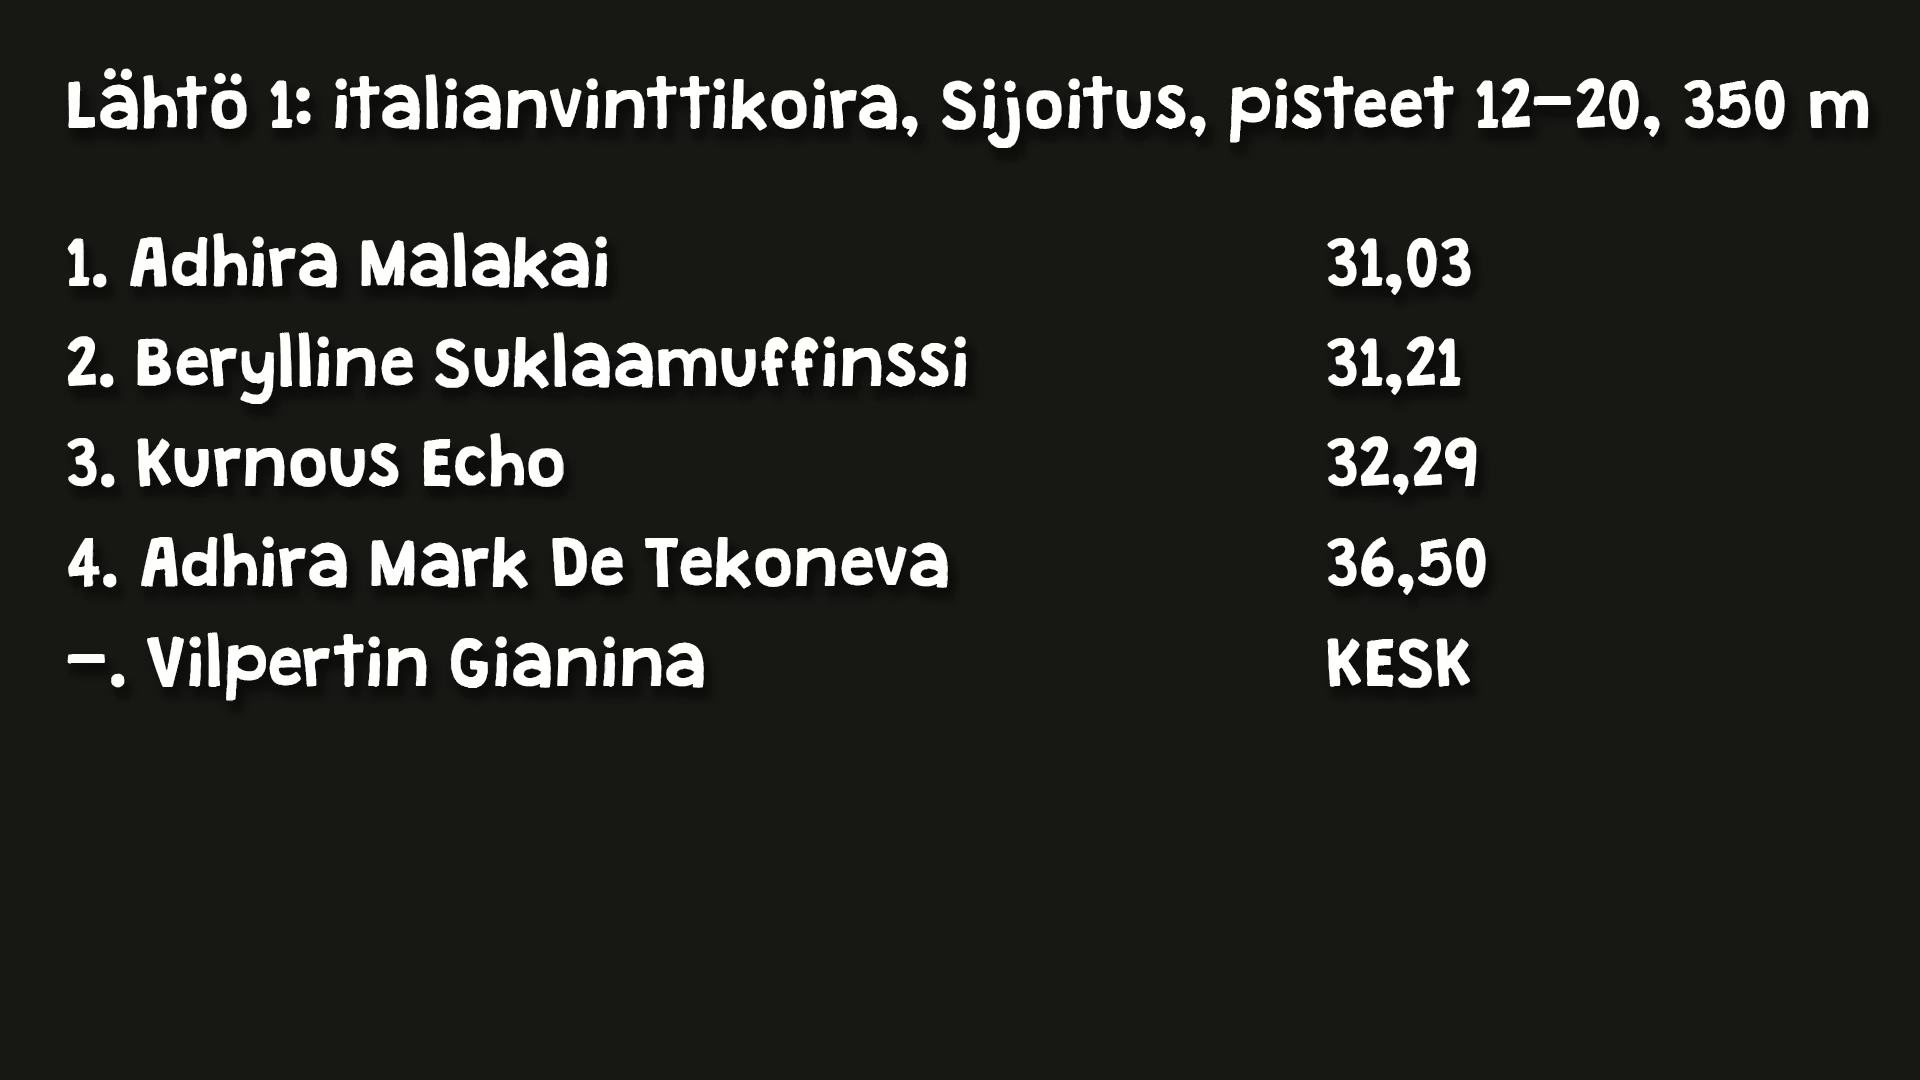 Lähtö 1: italianvinttikoira, Sijoitus, pisteet 12–20, 350 m
1. Adhira Malakai 31,03
2. Berylline Suklaamuffinssi 31,21
3. Kurnous Echo 32,29
4. Adhira Mark De Tekoneva 36,50
–. Vilpertin Gianina KESK